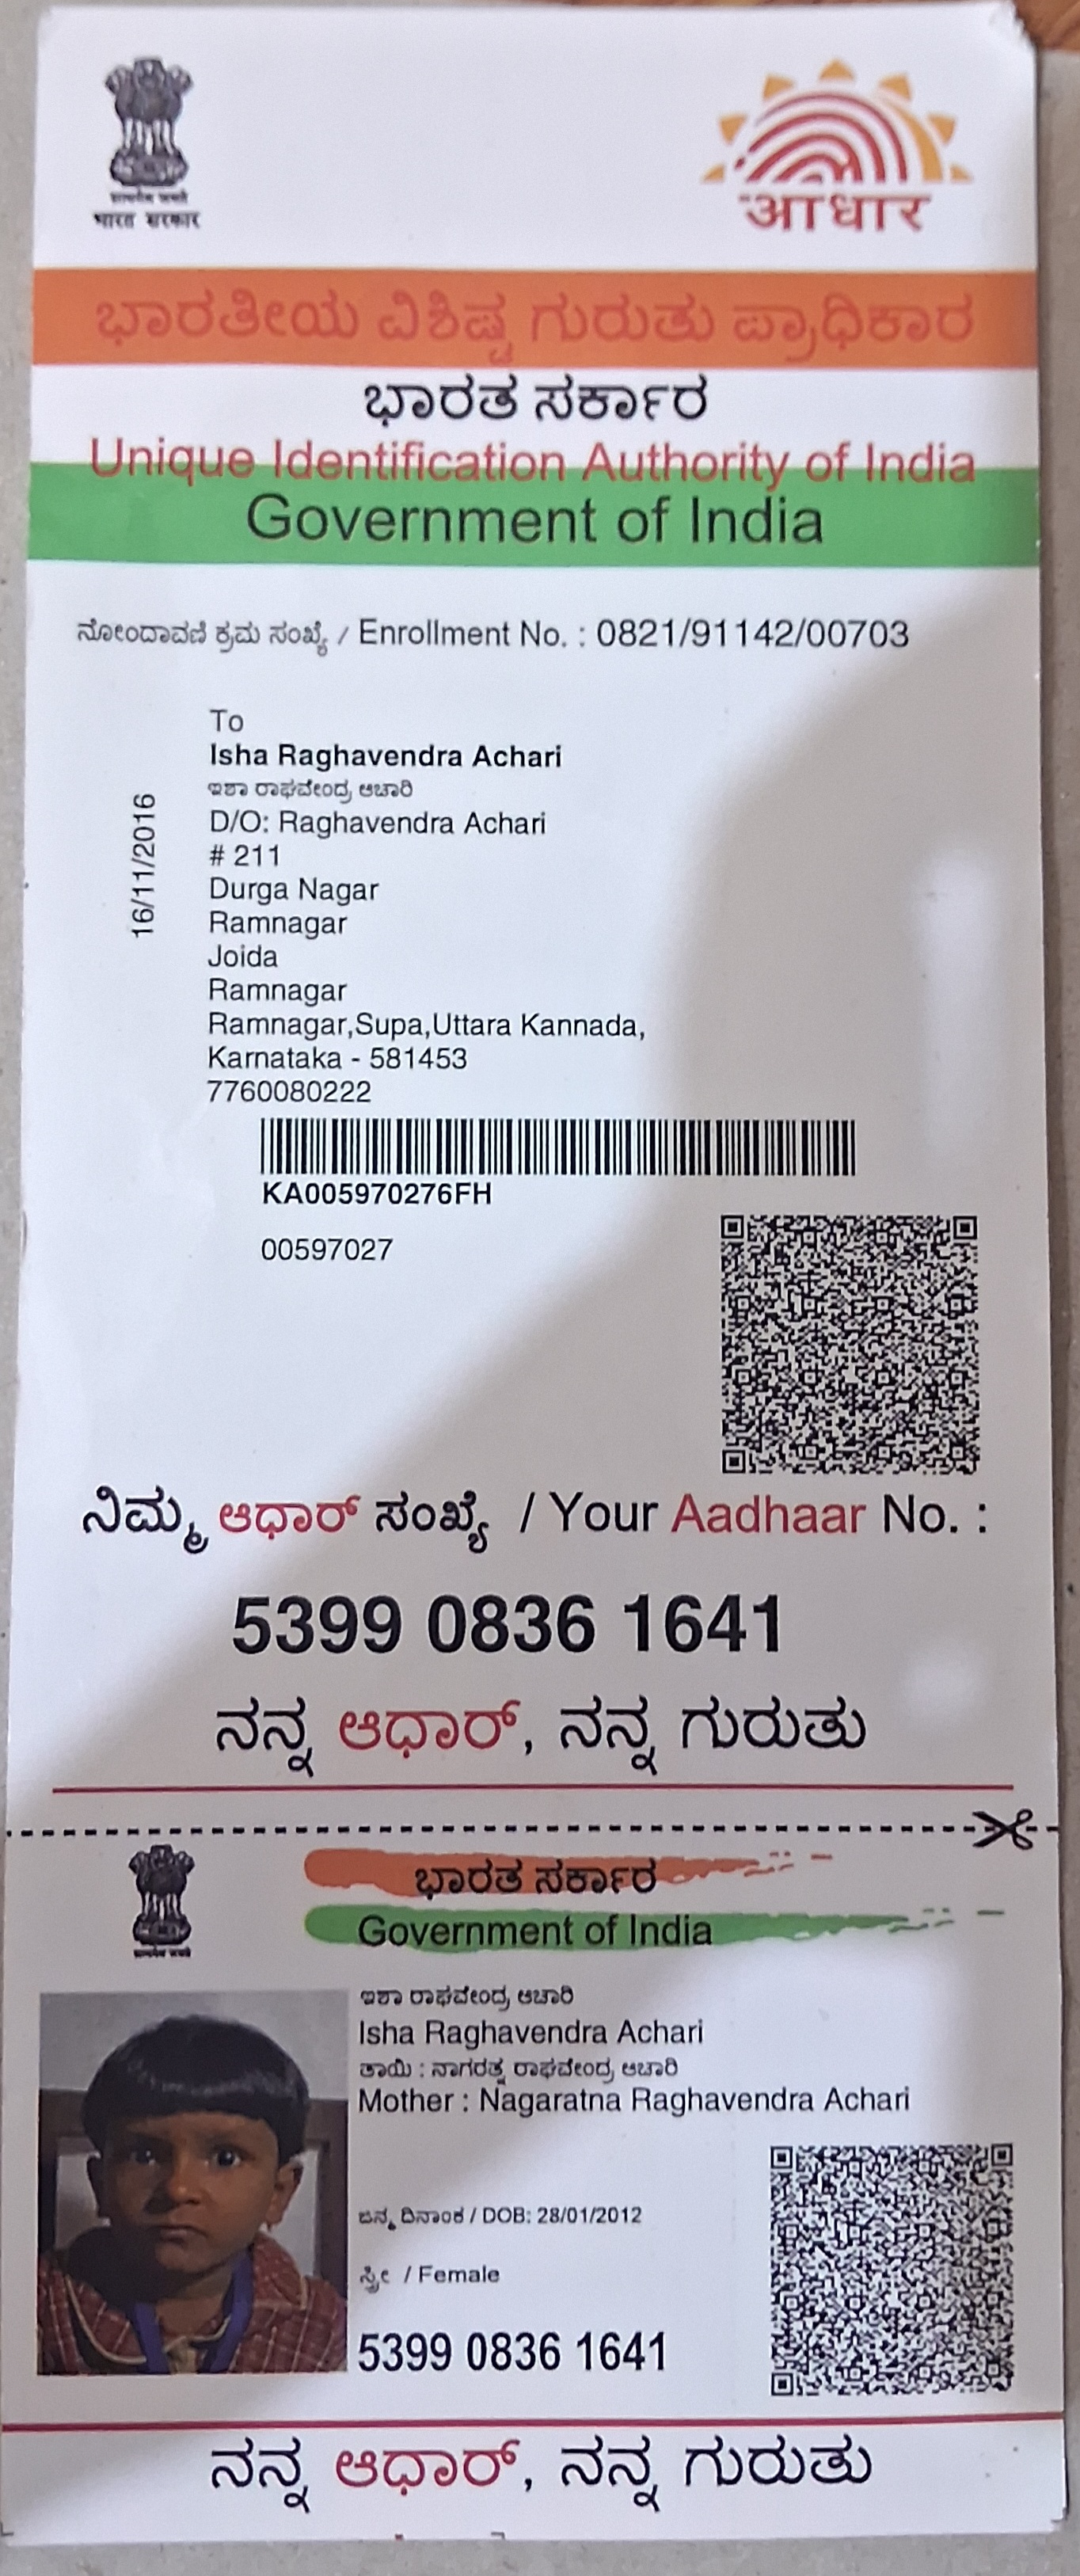 भारत सरकार
आधार
ಭಾರತೀಯ ವಿಶಿಷ್ಟ ಗುರುತು ಪ್ರಾಧಿಕಾರ
ಭಾರತ ಸರ್ಕಾರ
Unique Identification Authority of India
Government of India
ನೋಂದಾವಣಿ ಕ್ರಮ ಸಂಖ್ಯೆ / Enrollment No. : 0821/91142/00703
16/11/2016
To
Isha Raghavendra Achari
ಇಶಾ ರಾಘವೇಂದ್ರ ಆಚಾರಿ
D/O: Raghavendra Achari
# 211
Durga Nagar
Ramnagar
Joida
Ramnagar
Ramnagar,Supa,Uttara Kannada,
Karnataka - 581453
7760080222
KA005970276FH
00597027
ನಿಮ್ಮ ಆಧಾರ್ ಸಂಖ್ಯೆ / Your Aadhaar No. :
5399 0836 1641
ನನ್ನ ಆಧಾರ್, ನನ್ನ ಗುರುತು
ಭಾರತ ಸರ್ಕಾರ
Government of India
ಇಶಾ ರಾಘವೇಂದ್ರ ಆಚಾರಿ
Isha Raghavendra Achari
ತಾಯಿ : ನಾಗರತ್ನ ರಾಘವೇಂದ್ರ ಆಚಾರಿ
Mother : Nagaratna Raghavendra Achari
ಜನ್ಮ ದಿನಾಂಕ / DOB: 28/01/2012
ಸ್ತ್ರೀ / Female
5399 0836 1641
ನನ್ನ ಆಧಾರ್, ನನ್ನ ಗುರುತು